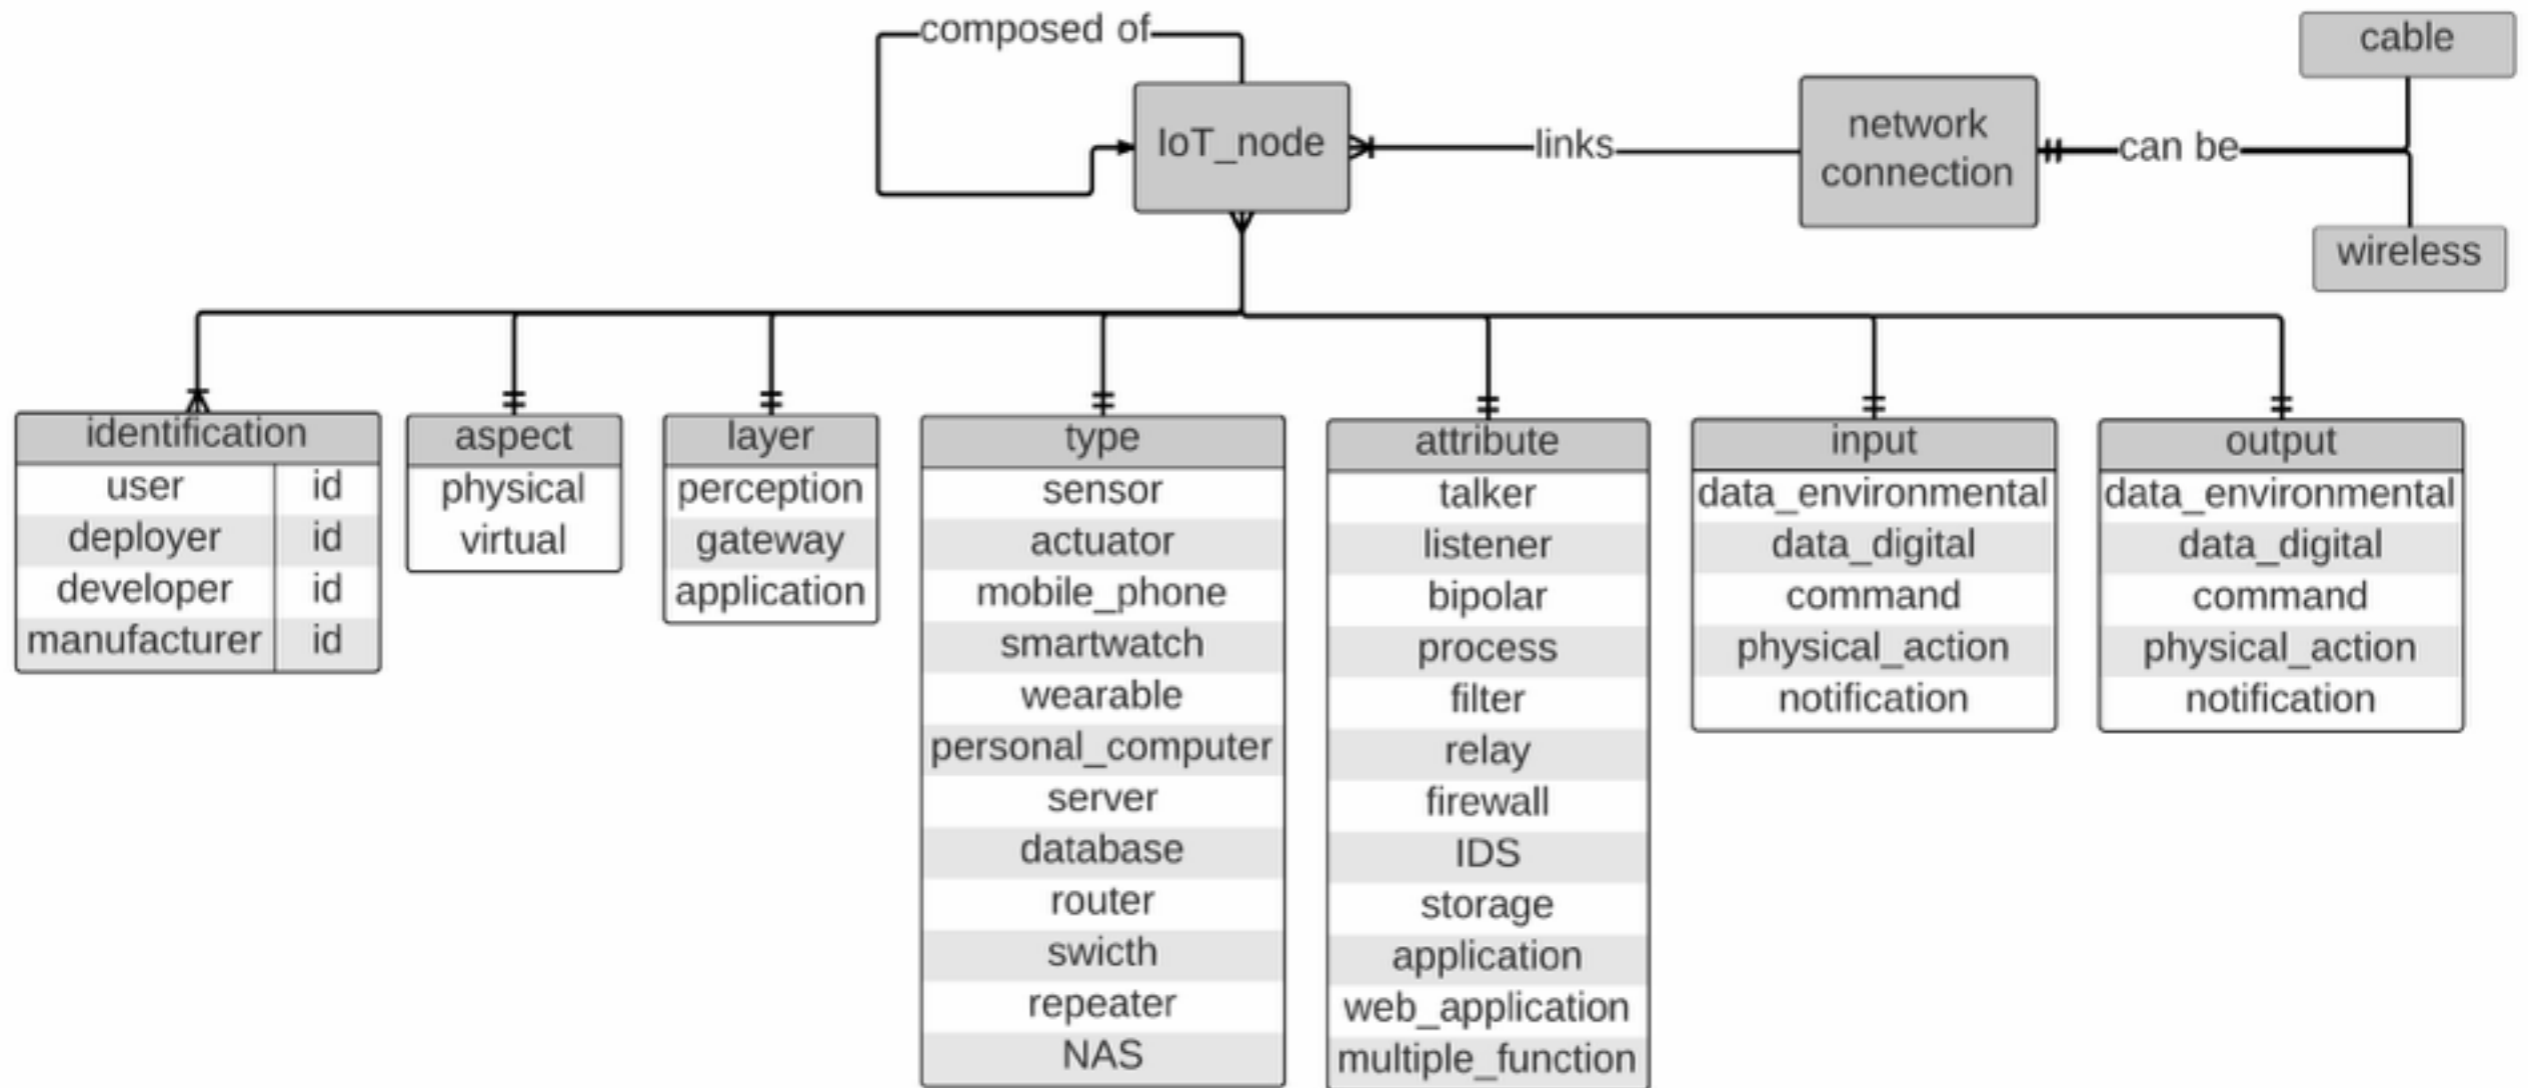 composed of
cable
IoT_node
links
network
connection
can be
wireless
identification
user id
deployer id
developer id
manufacturer id
aspect
physical
virtual
layer
perception
gateway
application
type
sensor
actuator
mobile_phone
smartwatch
wearable
personal_computer
server
database
router
swicth
repeater
NAS
attribute
talker
listener
bipolar
process
filter
relay
firewall
IDS
storage
application
web_application
multiple_function
input
data_environmental
data_digital
command
physical_action
notification
output
data_environmental
data_digital
command
physical_action
notification